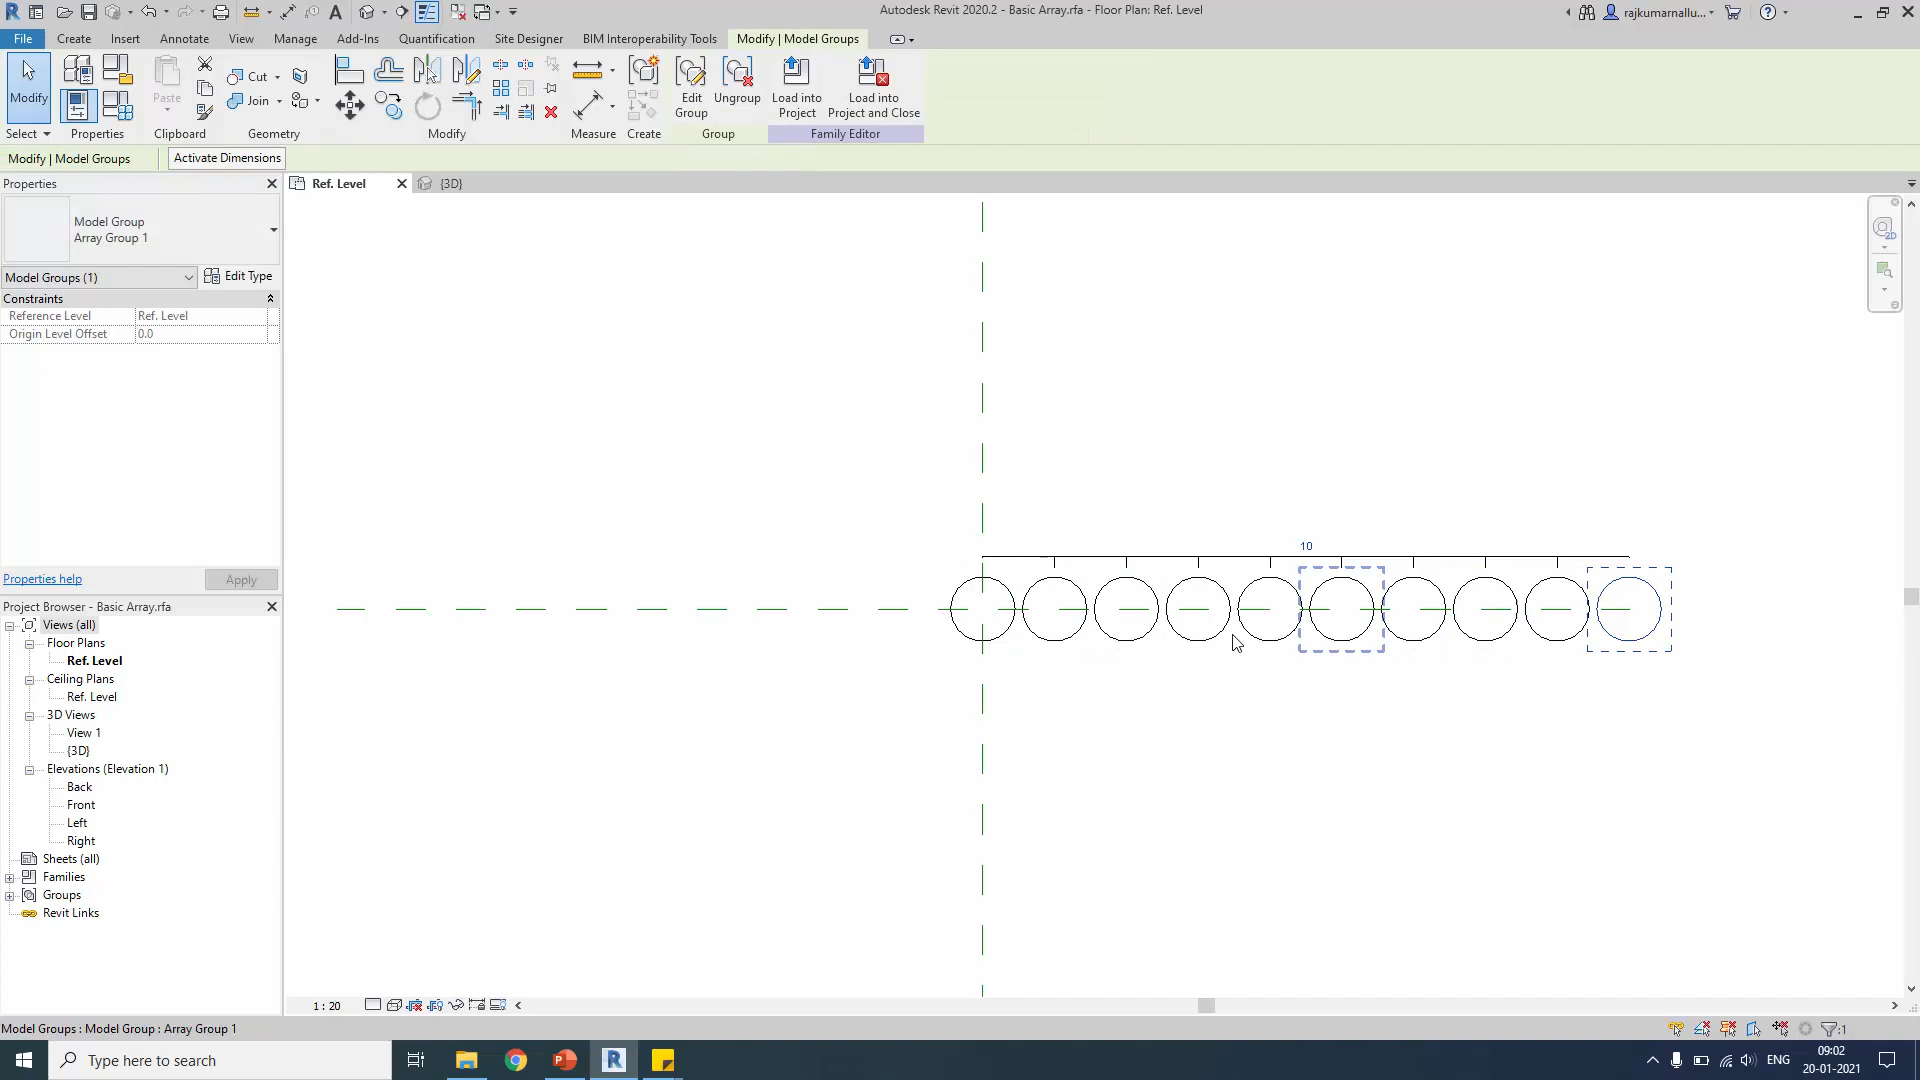 Autodesk Revit 2020.2 - Basic Array.rfa - Floor Plan: Ref. Level
rajkumarnallu...
File Create Insert Annotate View Manage Add-Ins Quantification Site Designer BIM Interoperability Tools Modify | Model Groups
Modify
Paste
Cut
Join
Edit Group
Ungroup
Load into Project
Load into Project and Close
Select Properties Clipboard Geometry Modify Measure Create Group Family Editor
Modify | Model Groups Activate Dimensions
Properties
Ref. Level
{3D}
Model Group
Array Group 1
Model Groups (1)
Edit Type
Constraints
Reference Level Ref. Level
Origin Level Offset 0.0
2D
10
Properties help
Apply
Project Browser - Basic Array.rfa
Views (all)
Floor Plans
Ref. Level
Ceiling Plans
Ref. Level
3D Views
View 1
{3D}
Elevations (Elevation 1)
Back
Front
Left
Right
Sheets (all)
Families
Groups
Revit Links
1 : 20
Model Groups : Model Group : Array Group 1
:1
Type here to search
ENG
09:02
20-01-2021